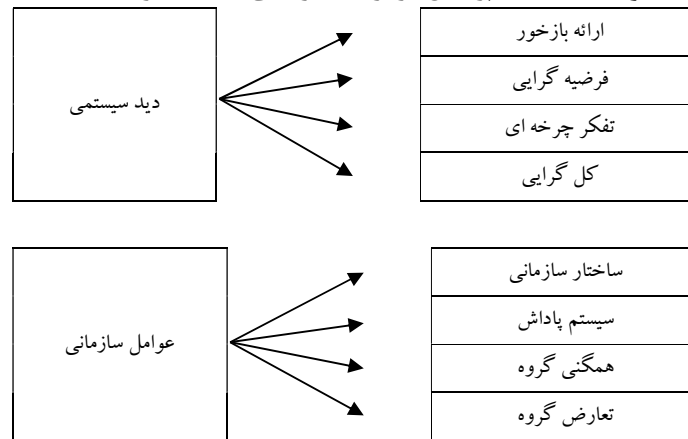 دید سیستمی
ارائه بازخور
فرضیه گرایی
تفکر چرخه ای
کل گرایی
عوامل سازمانی
ساختار سازمانی
سیستم پاداش
همگنی گروه
تعارض گروه